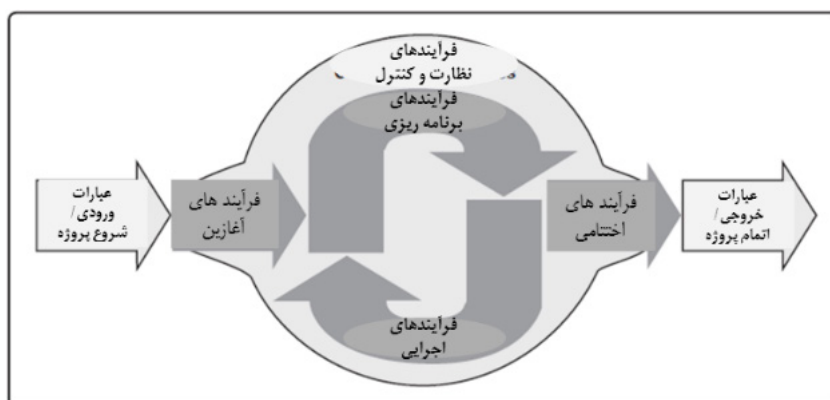 فرآیندهای
نظارت و کنترل
فرآیندهای
برنامه ریزی
عبارات
ورودی/
شروع پروژه
فرآیند های
آغازین
فرآیند های
اختتامی
عبارات
خروجی/
اتمام پروژه
فرآیندهای
اجرایی